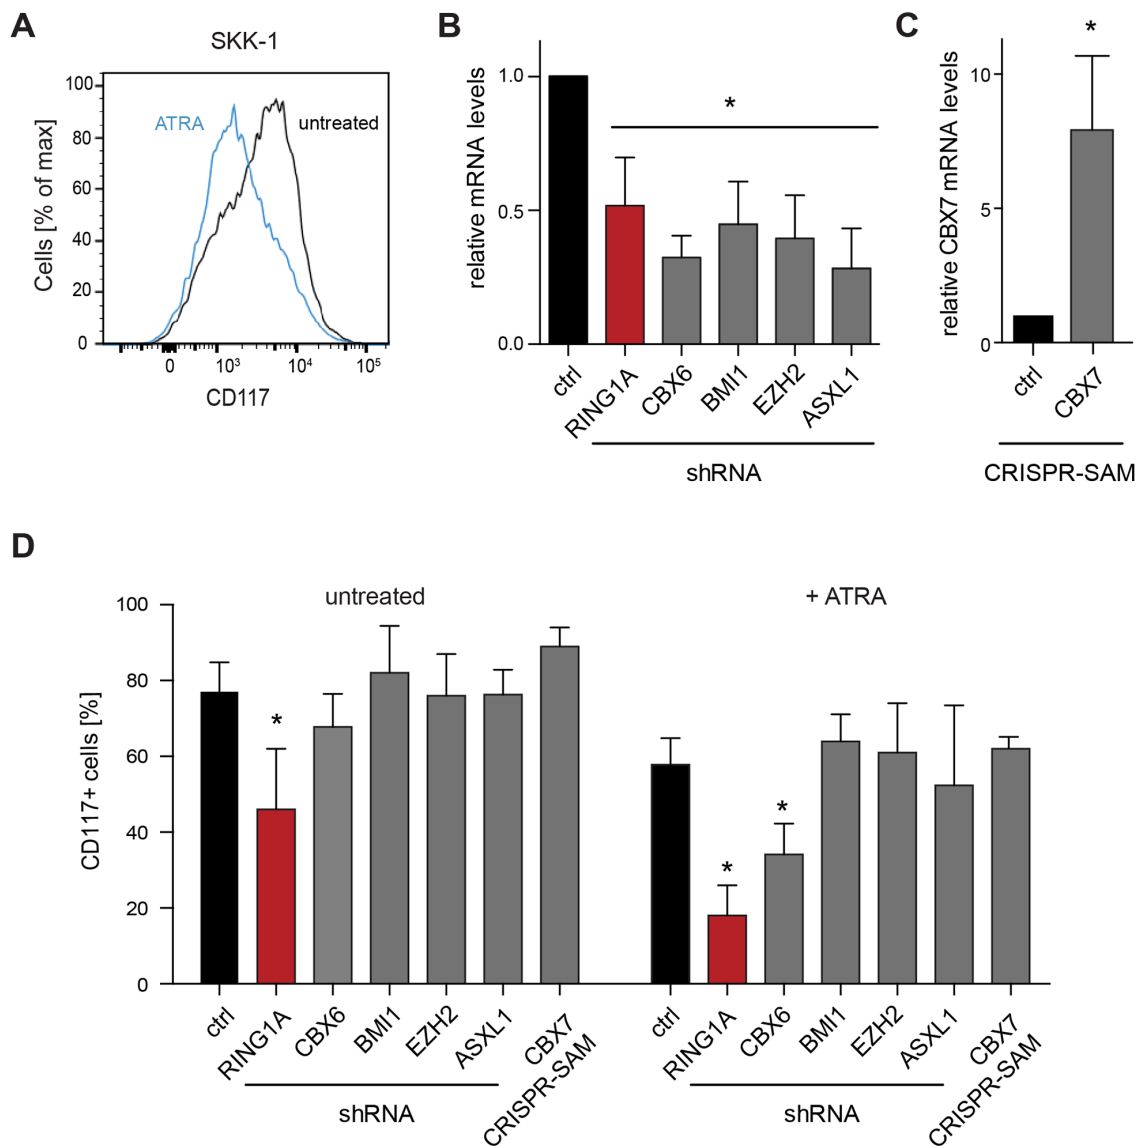 A
SKK-1
Cells [% of max]
100
80
60
40
20
0
ATRA
untreated
0
10³
10⁴
10⁵
CD117
B
relative mRNA levels
1.0
0.5
0.0
*
ctrl
RING1A
CBX6
BMI1
EZH2
ASXL1
shRNA
C
relative CBX7 mRNA levels
10
5
0
*
ctrl
CBX7
CRISPR-SAM
D
CD117+ cells [%]
100
80
60
40
20
0
untreated
*
ctrl
RING1A
CBX6
BMI1
EZH2
ASXL1
CBX7
CRISPR-SAM
shRNA
+ ATRA
*
*
ctrl
RING1A
CBX6
BMI1
EZH2
ASXL1
CBX7
CRISPR-SAM
shRNA